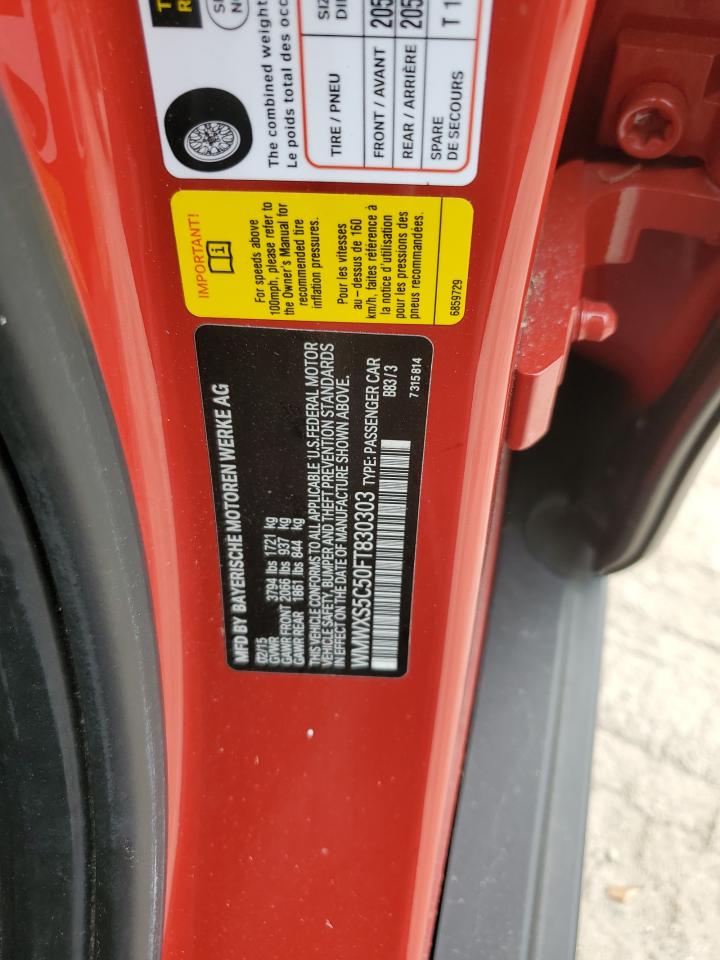 The combined weight
Le poids total des occ
TIRE / PNEU
FRONT / AVANT 205
REAR / ARRIÈRE 205
SPARE
DE SECOURS
IMPORTANT!
For speeds above
100mph, please refer to
the Owner's Manual for
recommended tire
inflation pressures.
Pour les vitesses
au - dessus de 160
km/h, faites référence à
la notice d'utilisation
pour les pressions des
pneus recommandées.
6859729
MFD BY BAYERISCHE MOTOREN WERKE AG
02/15
GVWR 3794 lbs 1721 kg
GAWR FRONT 2066 lbs 937 kg
GAWR REAR 1861 lbs 844 kg
THIS VEHICLE CONFORMS TO ALL APPLICABLE U.S. FEDERAL MOTOR
VEHICLE SAFETY, BUMPER AND THEFT PREVENTION STANDARDS
IN EFFECT ON THE DATE OF MANUFACTURE SHOWN ABOVE.
WMWXS5C50FT830303 TYPE: PASSENGER CAR
B83 / 3
7 315 814